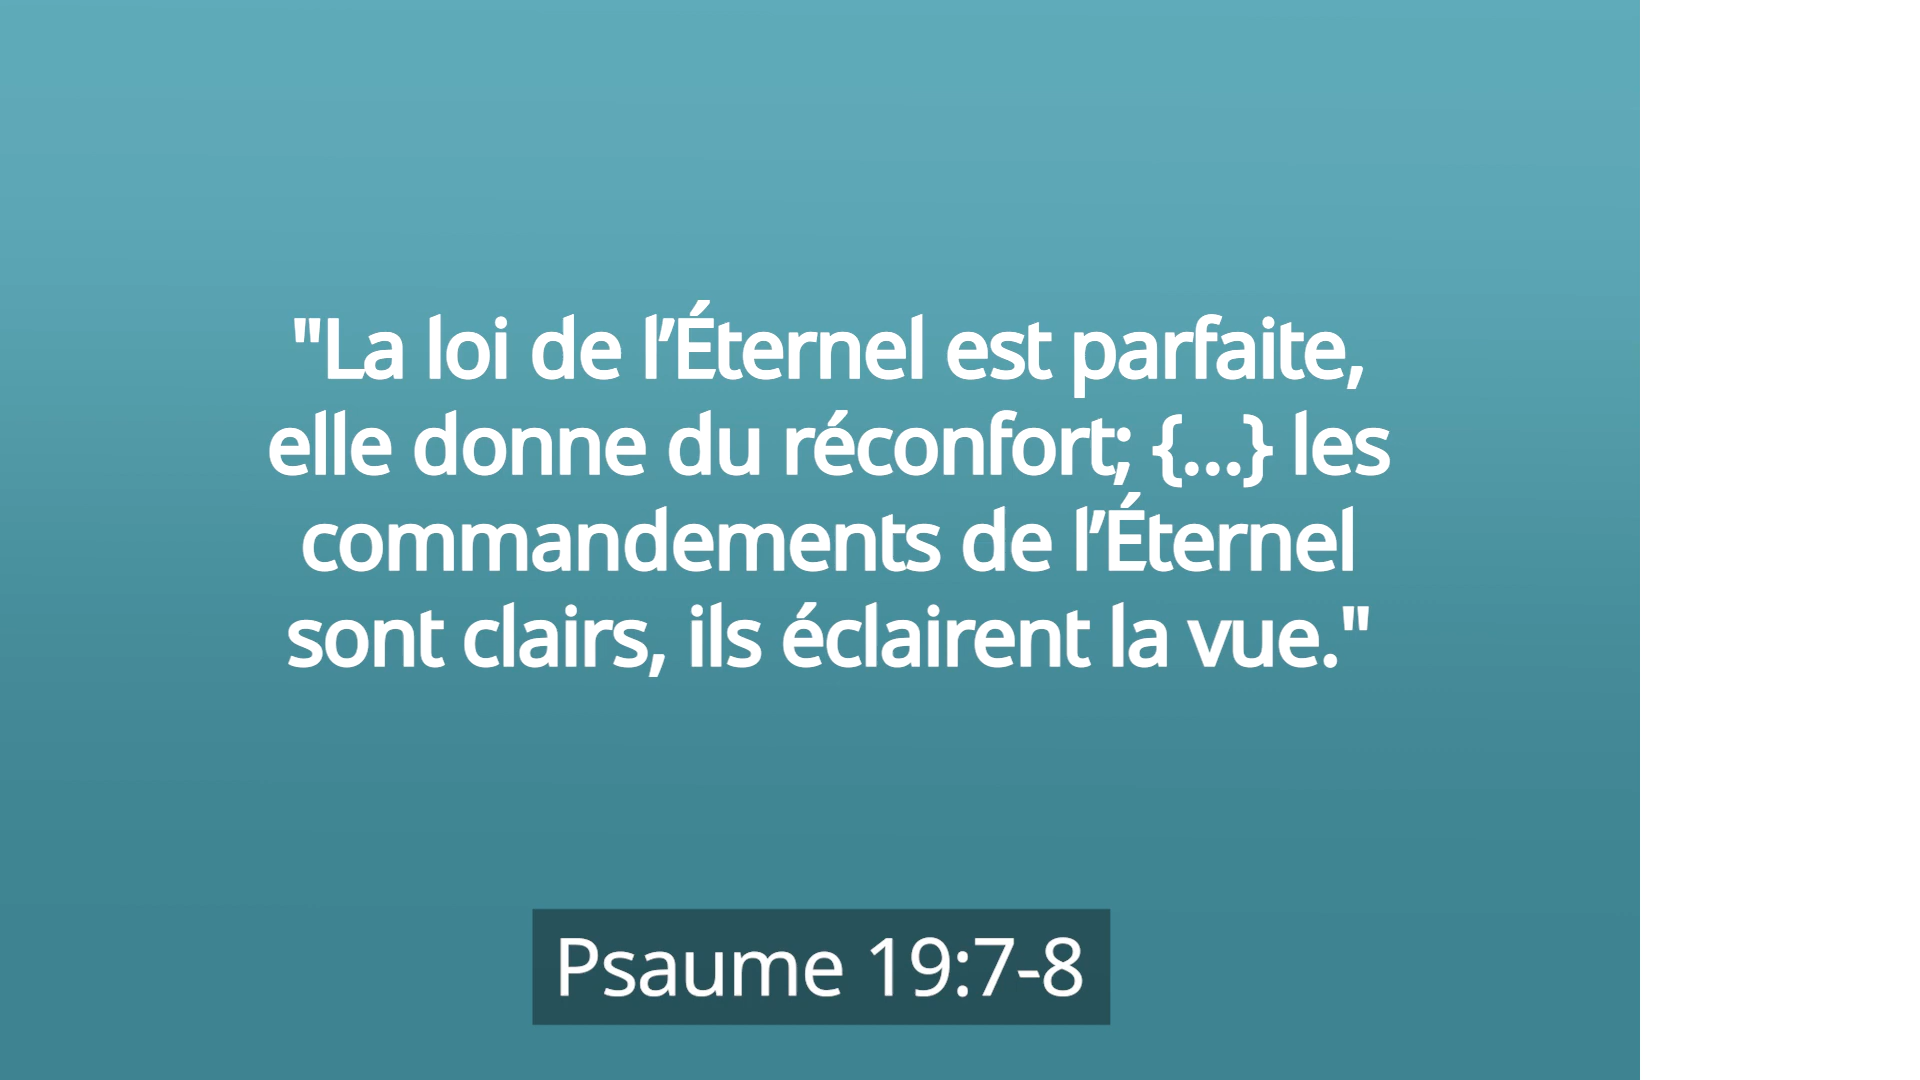 "La loi de l’Éternel est parfaite,
elle donne du réconfort; {...} les
commandements de l’Éternel
sont clairs, ils éclairent la vue."
Psaume 19:7-8